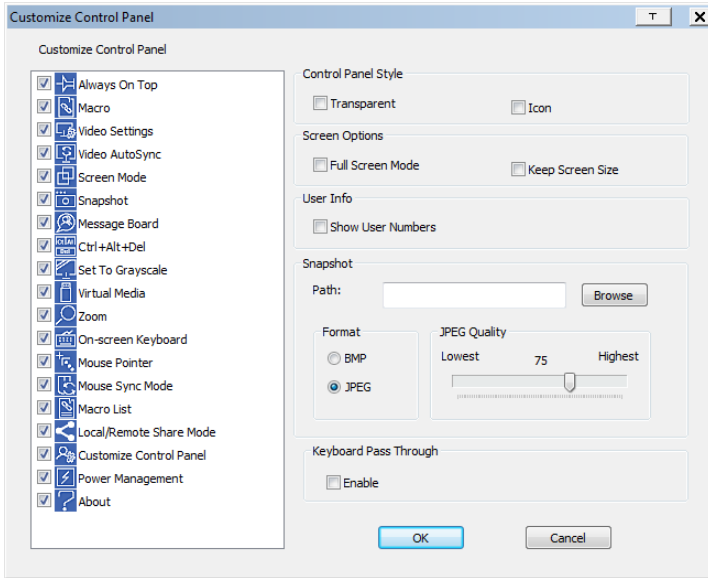 Customize Control Panel
T
X
Customize Control Panel
Always On Top
Macro
Video Settings
Video AutoSync
Screen Mode
Snapshot
Message Board
Ctrl+Alt+Del
Set To Grayscale
Virtual Media
Zoom
On-screen Keyboard
Mouse Pointer
Mouse Sync Mode
Macro List
Local/Remote Share Mode
Customize Control Panel
Power Management
About
Control Panel Style
Transparent Icon
Screen Options
Full Screen Mode Keep Screen Size
User Info
Show User Numbers
Snapshot
Path: Browse
Format
BMP
JPEG
JPEG Quality
Lowest 75 Highest
Keyboard Pass Through
Enable
OK Cancel